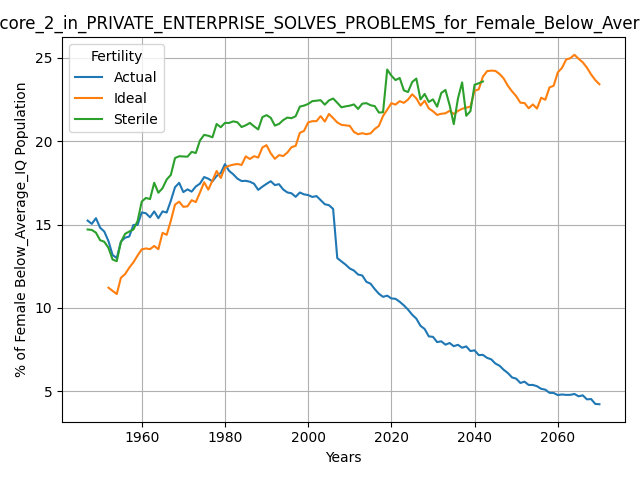 core_2_in_PRIVATE_ENTERPRISE_SOLVES_PROBLEMS_for_Female_Below_Aver
Fertility
Actual
Ideal
Sterile
% of Female Below_Average_IQ Population
25
20
15
10
5
1960 1980 2000 2020 2040 2060
Years